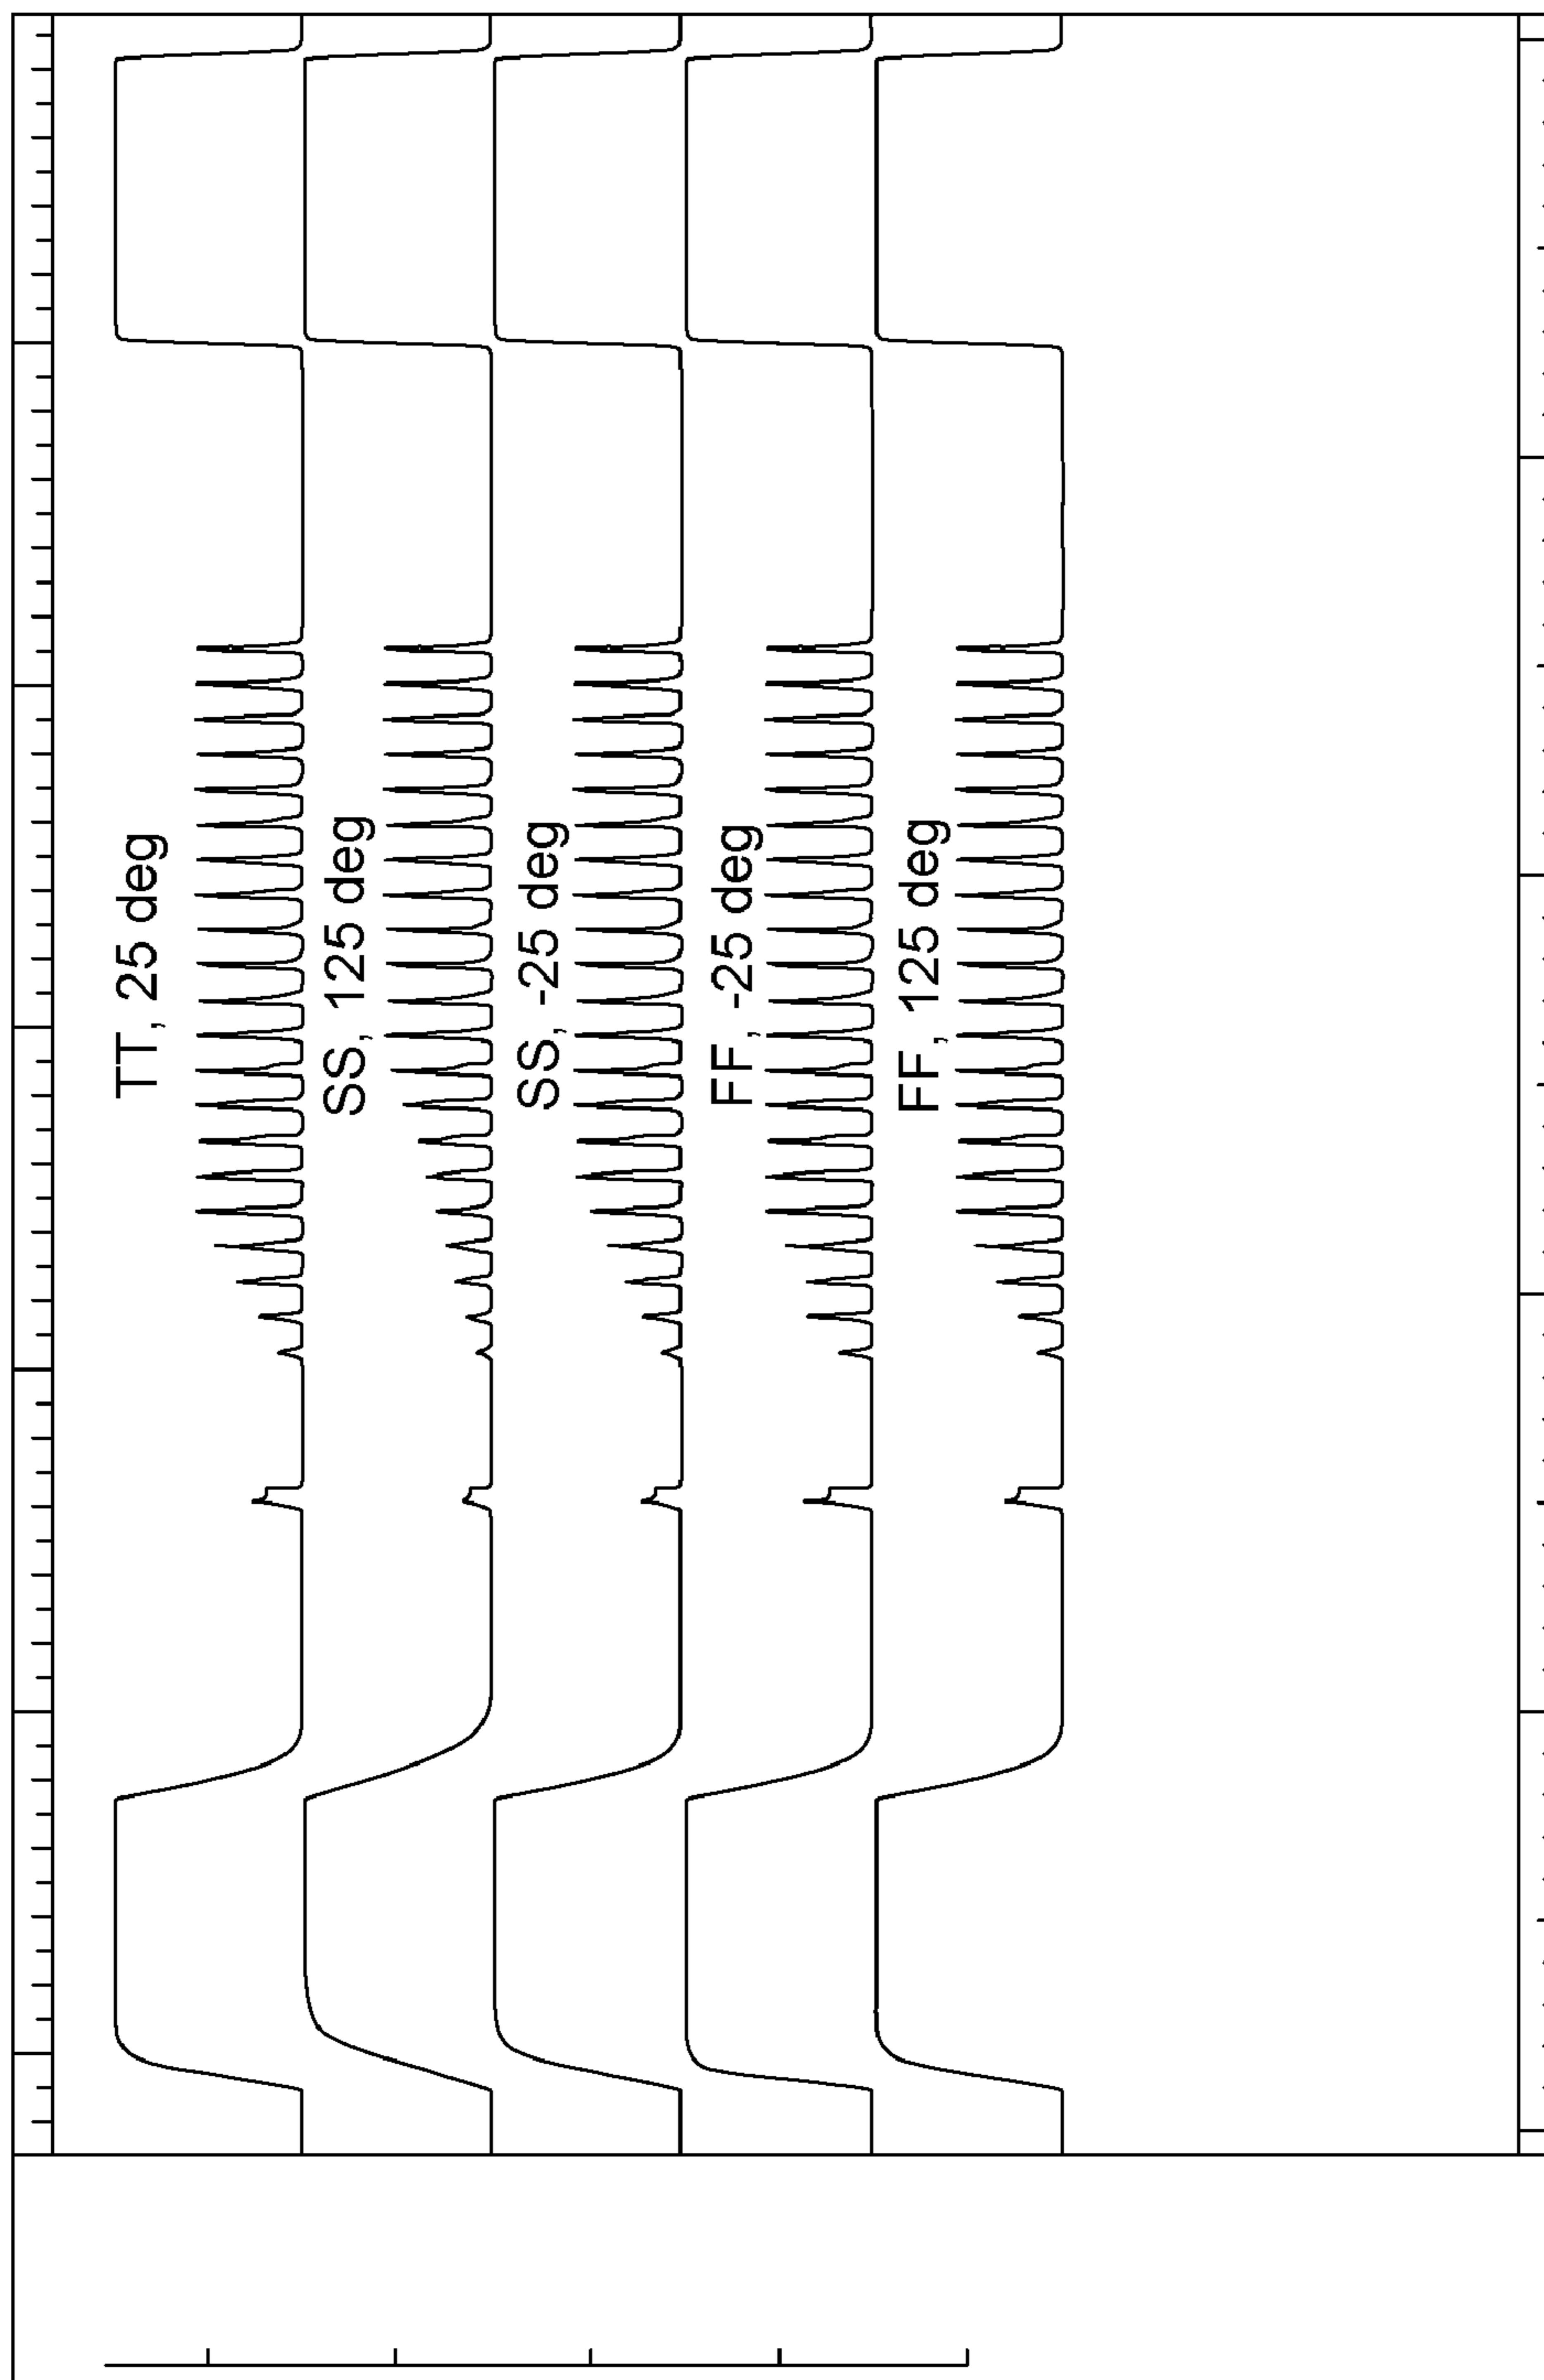 TT, 25 deg
SS, 125 deg
SS, -25 deg
FF, -25 deg
FF, 125 deg